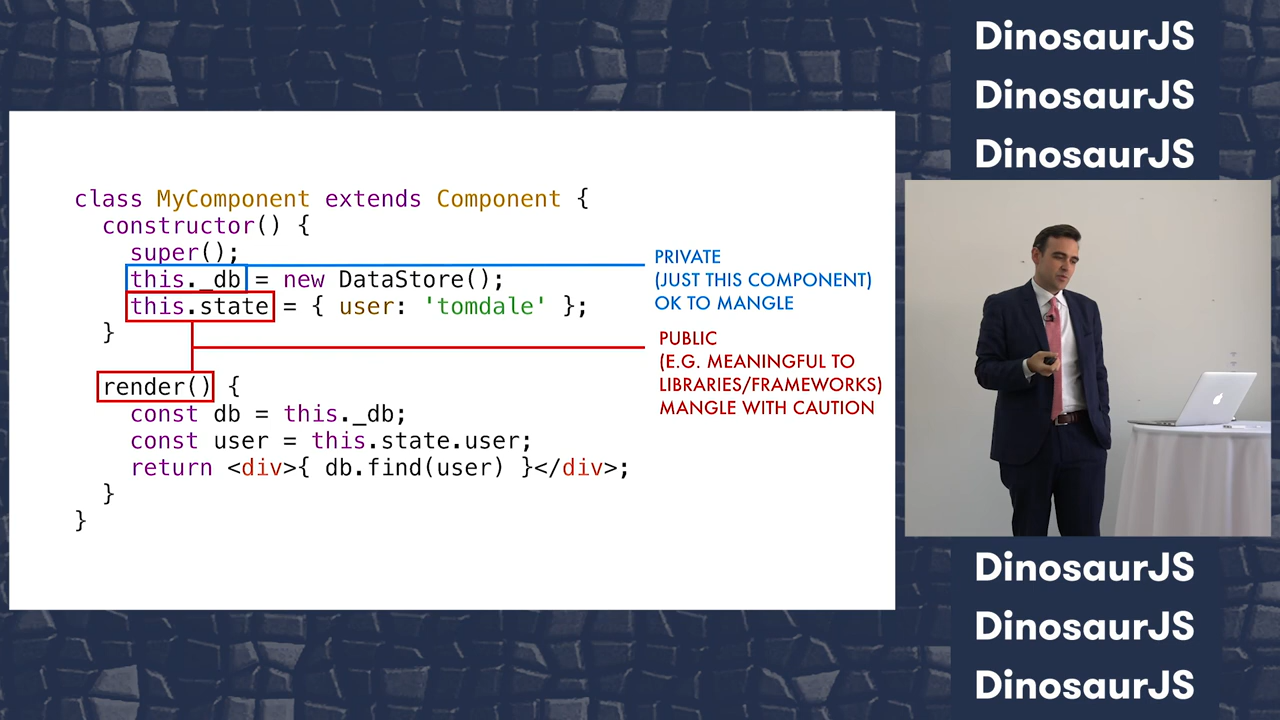 DinosaurJS
DinosaurJS
DinosaurJS
class MyComponent extends Component {
constructor() {
super();
this._db = new DataStore();
this.state = { user: 'tomdale' };
}
render() {
const db = this._db;
const user = this.state.user;
return <div>{ db.find(user) }</div>;
}
}
PRIVATE
(JUST THIS COMPONENT)
OK TO MANGLE
PUBLIC
(E.G. MEANINGFUL TO
LIBRARIES/FRAMEWORKS)
MANGLE WITH CAUTION
DinosaurJS
DinosaurJS
DinosaurJS